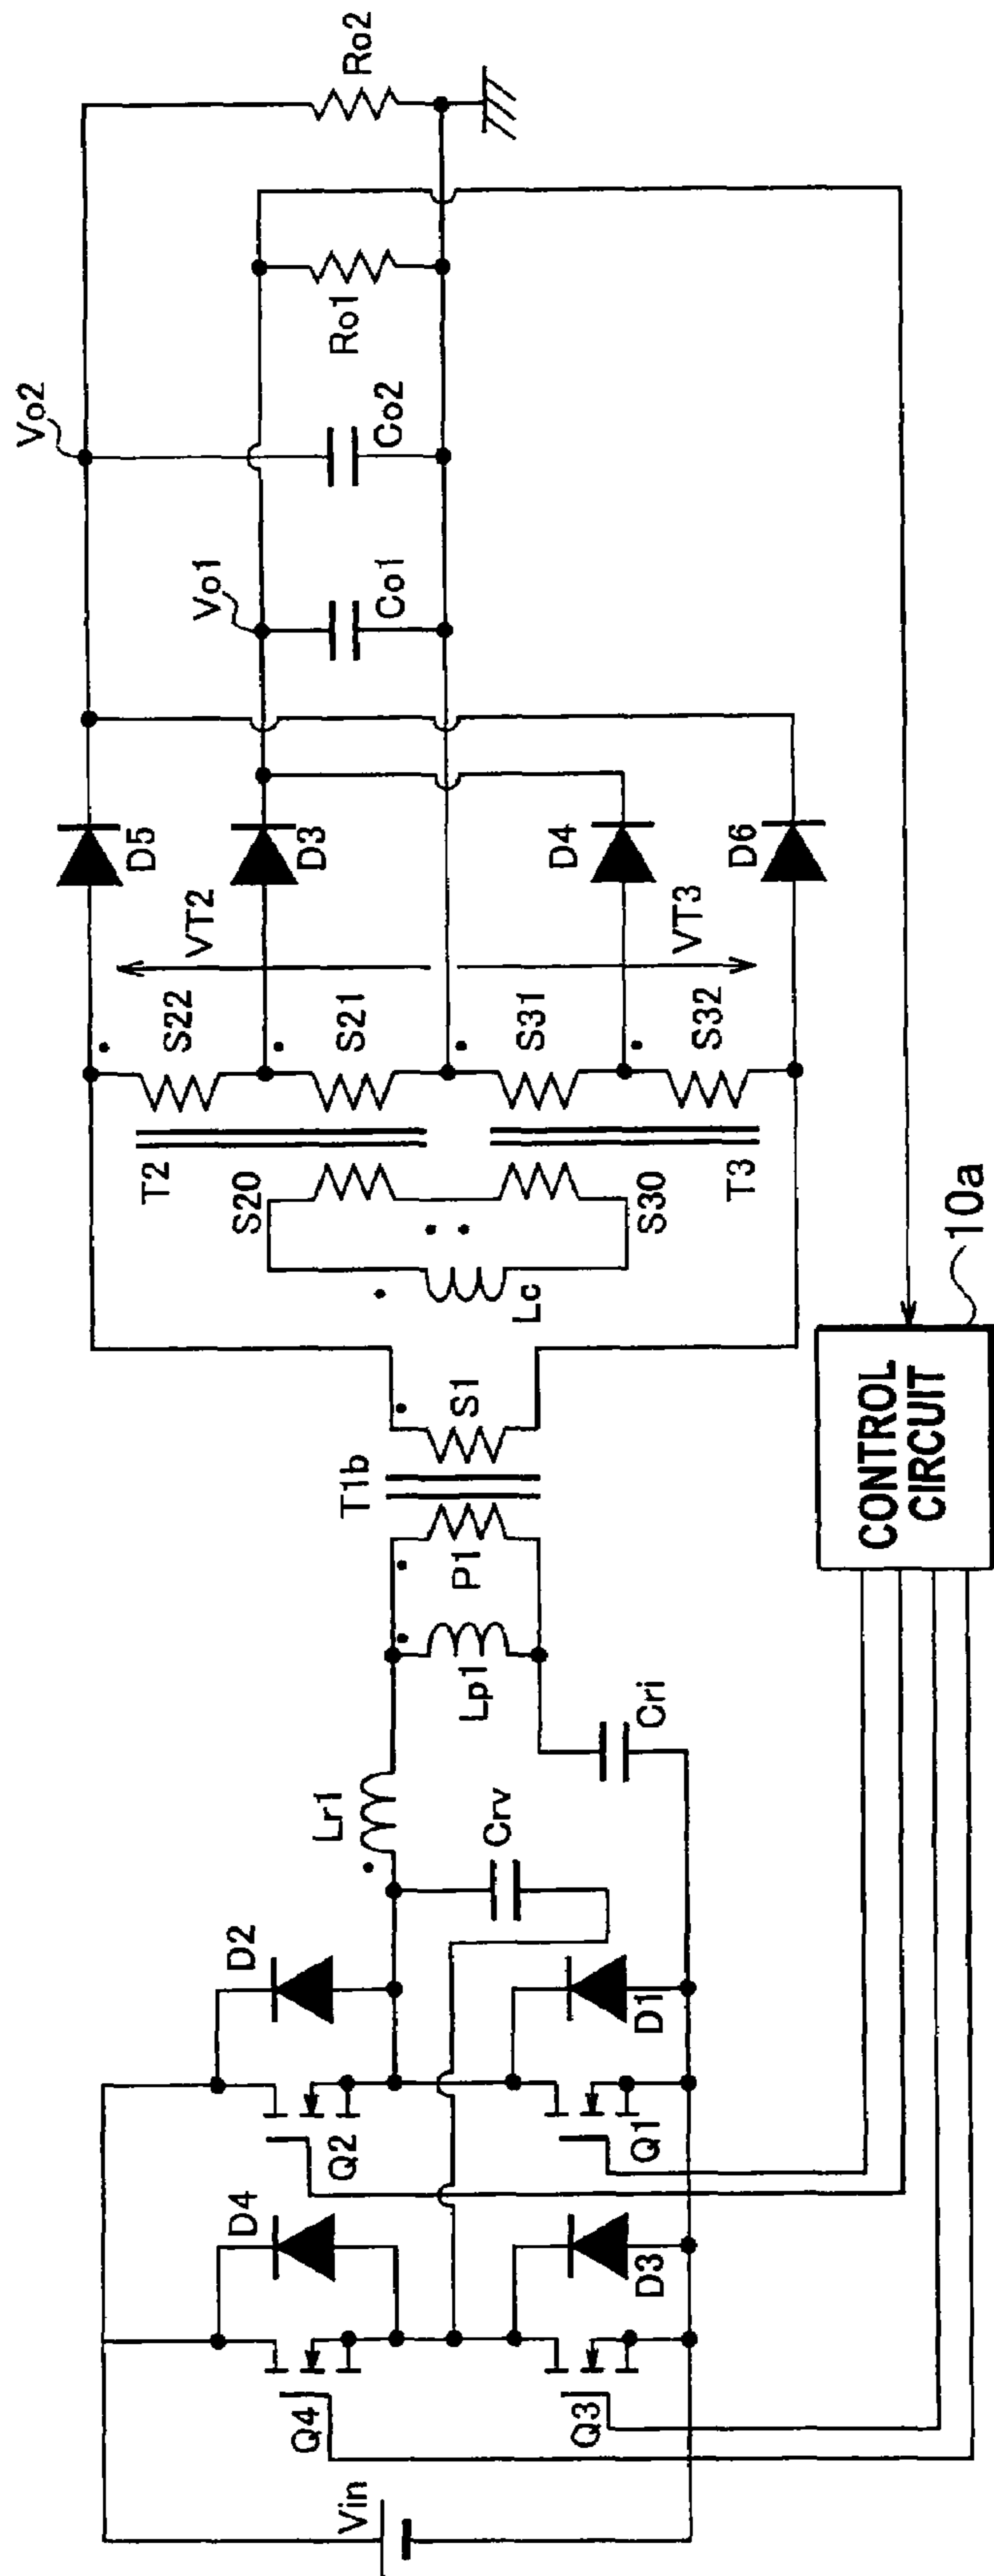 Vin
Q4
D4
Q3
D3
Q2
D2
Q1
D1
Crv
Lr1
Cri
Lp1
P1
T1b
S1
Lc
S20
S30
T2
T3
S22
S21
S31
S32
VT2
VT3
D5
D3
D4
D6
Vo1
Co1
Vo2
Co2
Ro1
Ro2
CONTROL
CIRCUIT
10a